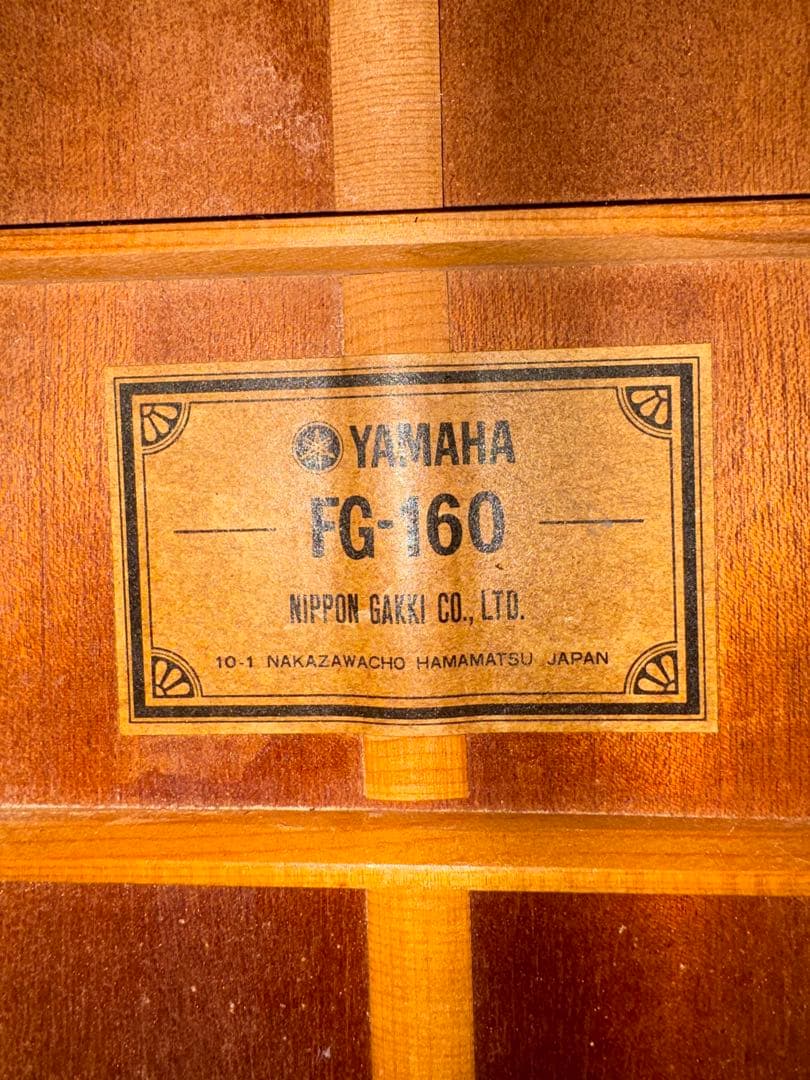 YAMAHA
FG-160
NIPPON GAKKI CO., LTD.
10-1 NAKAZAWACHO HAMAMATSU JAPAN